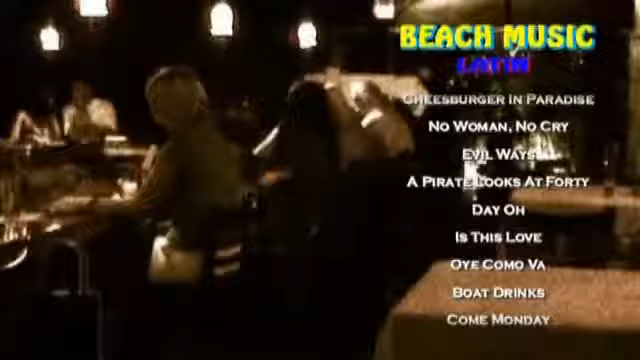 BEACH MUSIC
LATIN
CHEESBURGER IN PARADISE
NO WOMAN, NO CRY
EVIL WAYS
A PIRATE LOOKS AT FORTY
DAY OH
IS THIS LOVE
OYE COMO VA
BOAT DRINKS
COME MONDAY